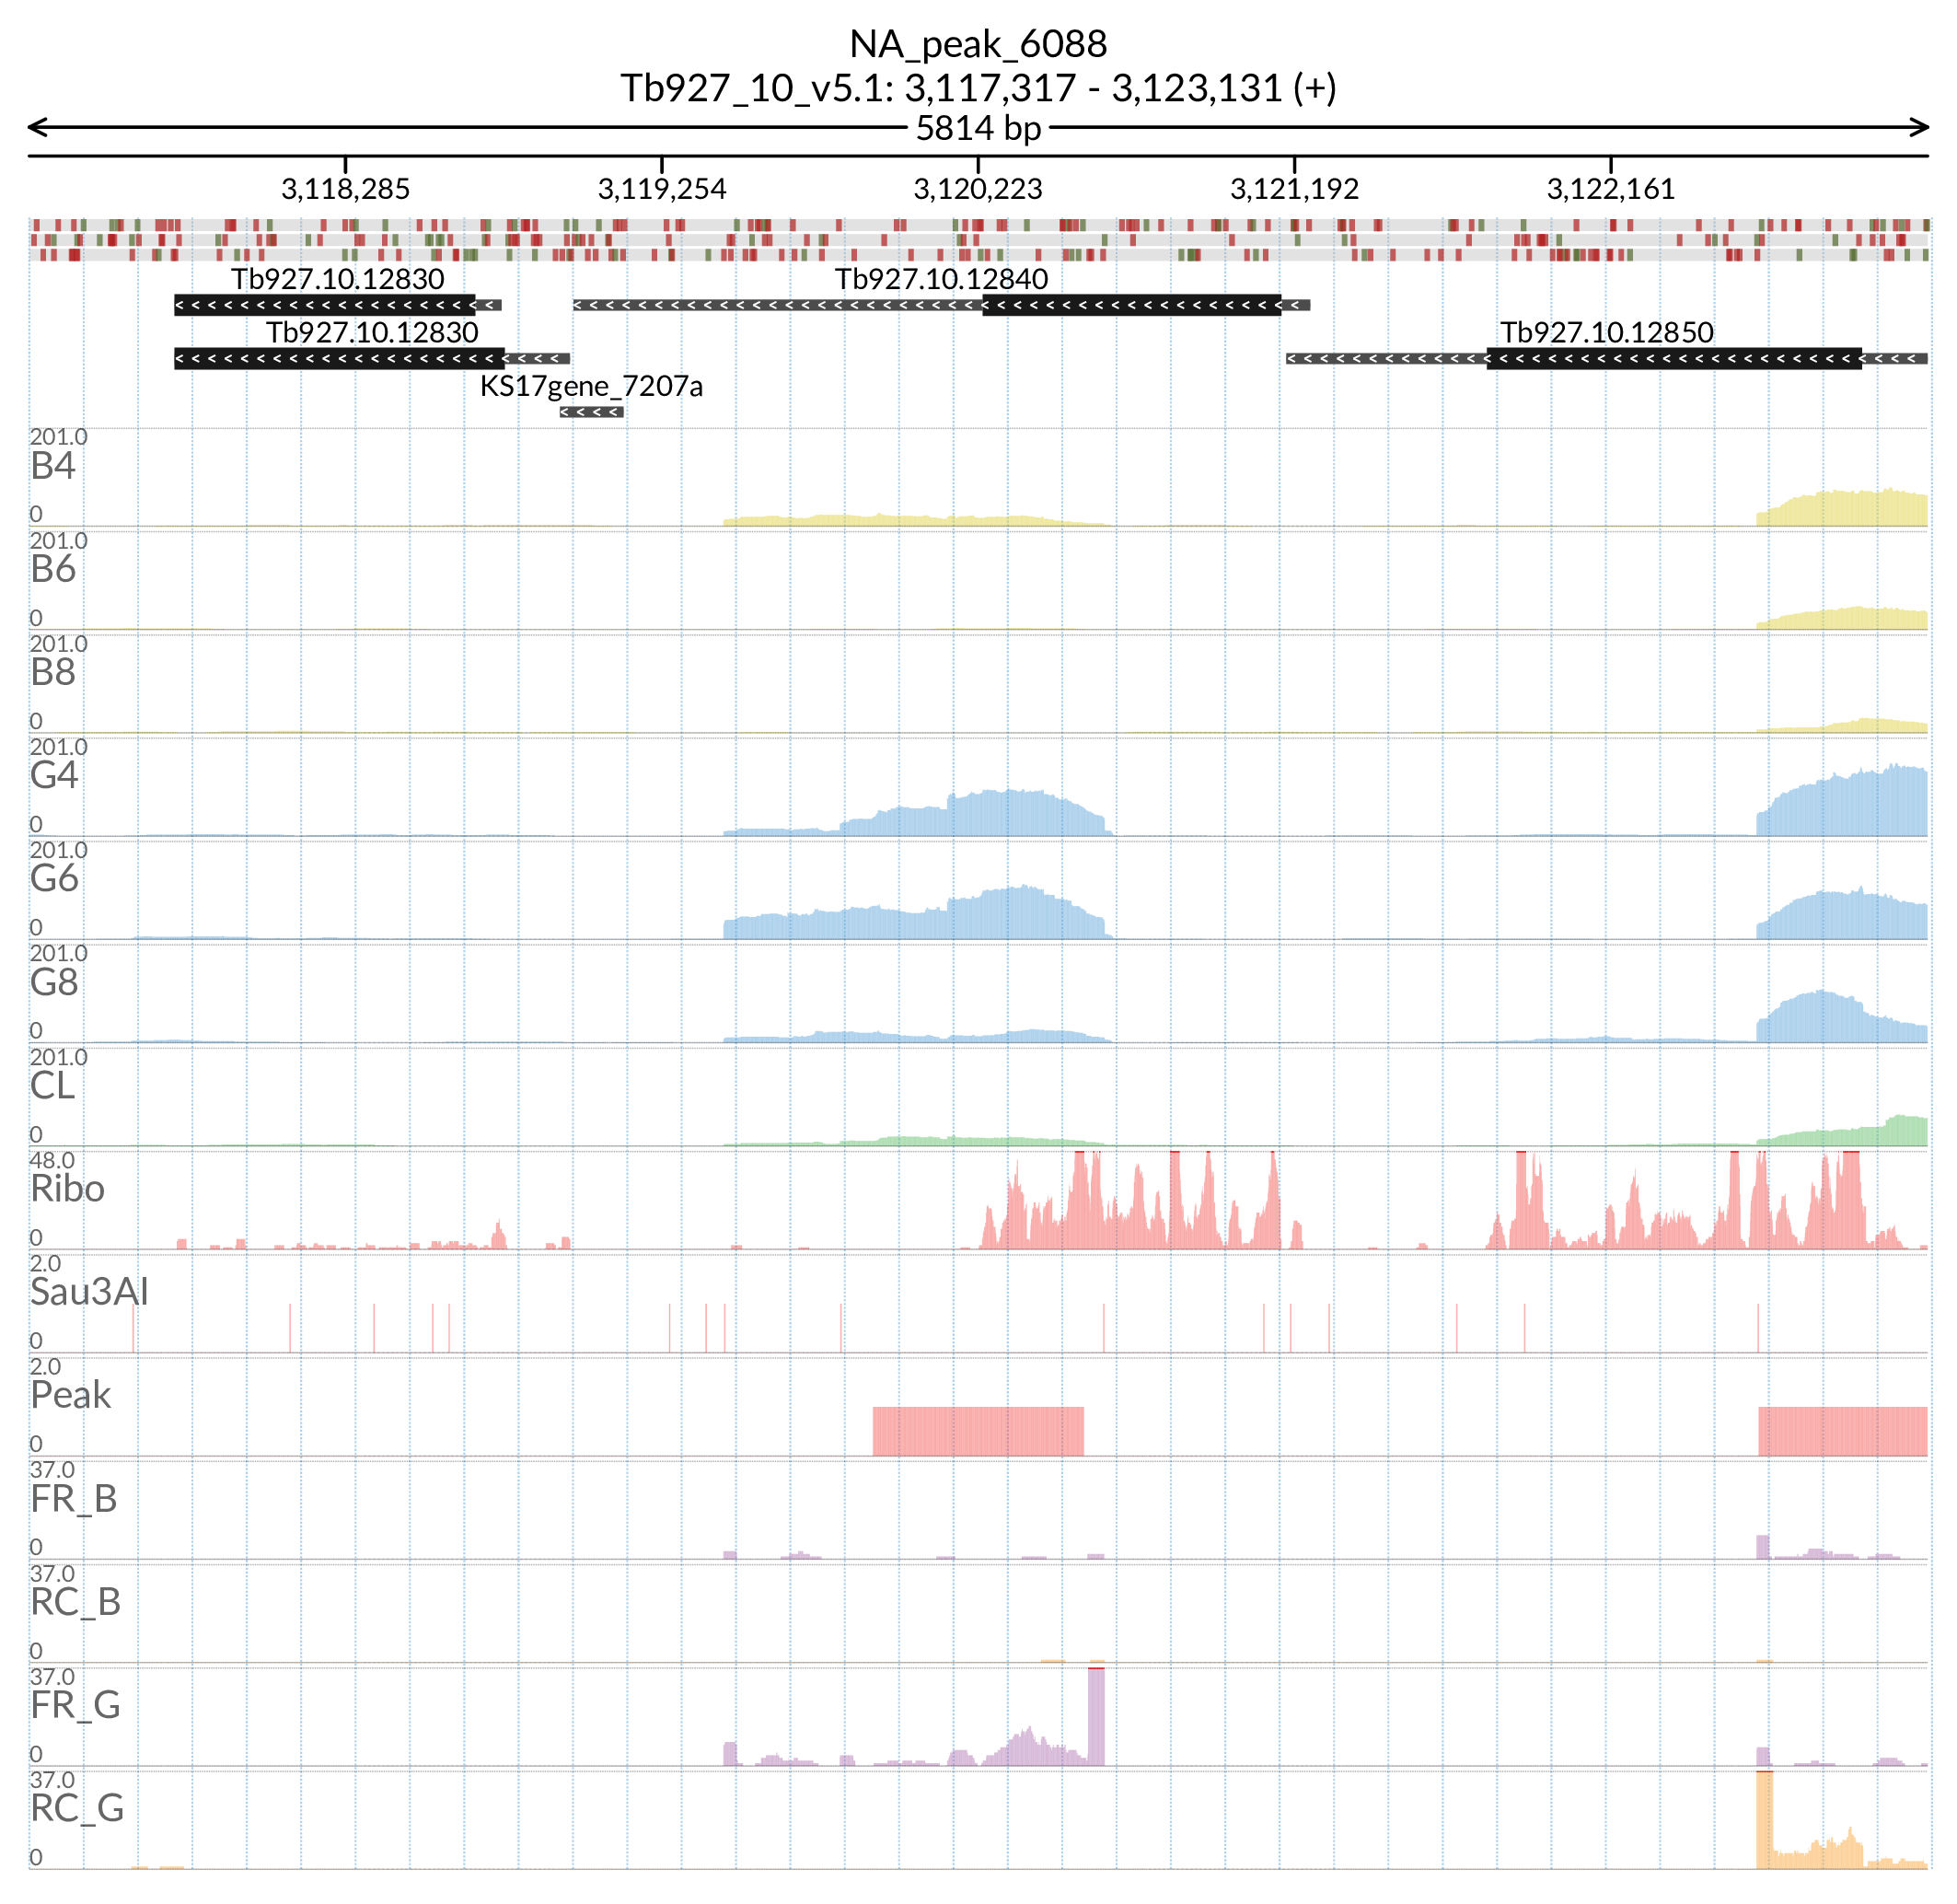 NA_peak_6088
Tb927_10_v5.1: 3,117,317 - 3,123,131 (+)
5814 bp
3,118,285 3,119,254 3,120,223 3,121,192 3,122,161
Tb927.10.12830 Tb927.10.12840
Tb927.10.12830 Tb927.10.12850
KS17gene_7207a
201.0
B4
0
201.0
B6
0
201.0
B8
0
201.0
G4
0
201.0
G6
0
201.0
G8
0
201.0
CL
0
48.0
Ribo
0
2.0
Sau3AI
0
2.0
Peak
0
37.0
FR_B
0
37.0
RC_B
0
37.0
FR_G
0
37.0
RC_G
0